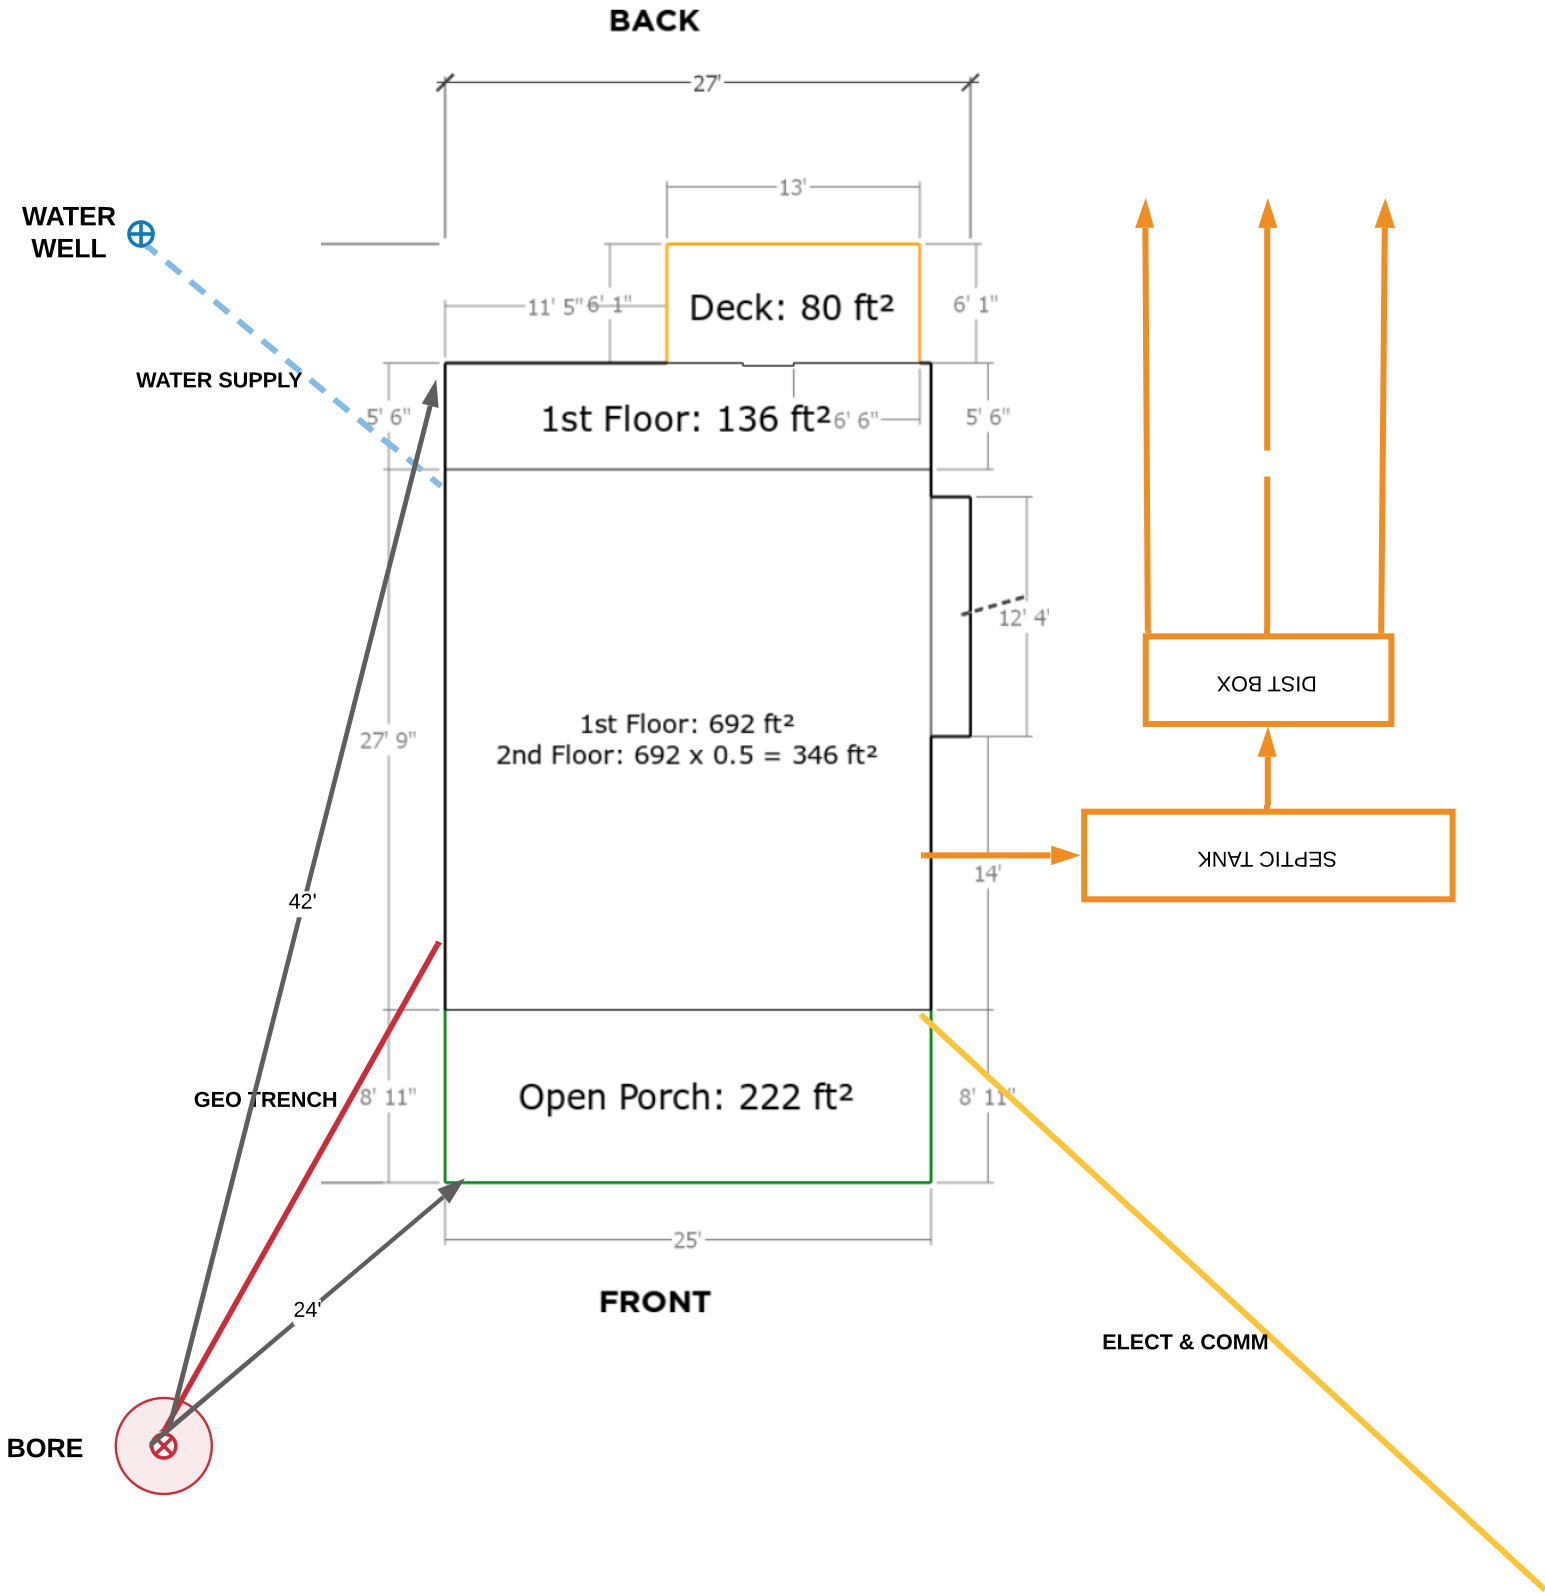 BACK
27'
13'
WATER
WELL
11' 5"
6' 1"
Deck: 80 ft²
6' 1"
WATER SUPPLY
5' 6"
1st Floor: 136 ft²
6' 6"
5' 6"
12' 4'
DIST BOX
1st Floor: 692 ft²
2nd Floor: 692 x 0.5 = 346 ft²
27' 9"
SEPTIC TANK
14'
42'
GEO TRENCH
8' 11"
Open Porch: 222 ft²
8' 11"
25'
FRONT
24'
ELECT & COMM
BORE